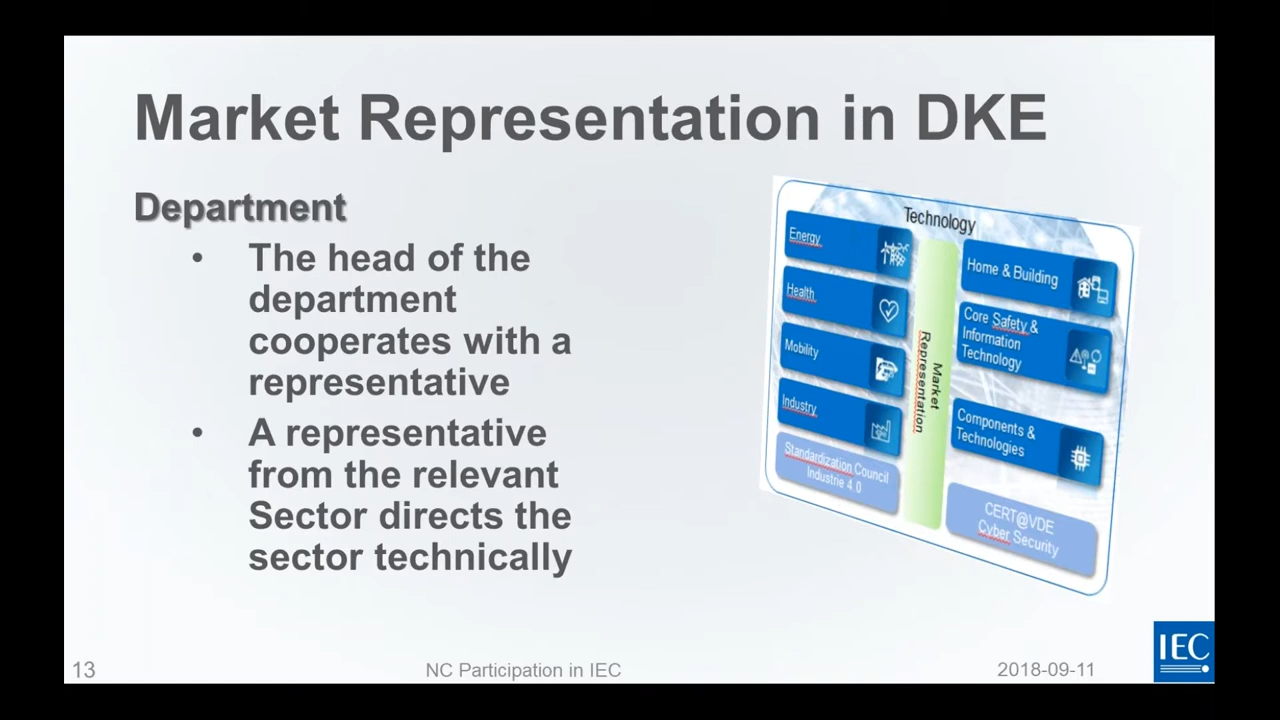 Market Representation in DKE
Department
• The head of the
department
cooperates with a
representative
• A representative
from the relevant
Sector directs the
sector technically
Technology
Energy
Health
Mobility
Industry
Standardization Council
Industrie 4.0
Market
Representation
Home & Building
Core Safety &
Information
Technology
Components &
Technologies
CERT@VDE
Cyber Security
13
NC Participation in IEC
2018-09-11
IEC